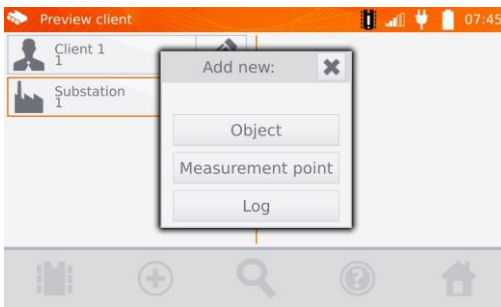 Preview client
07:45
Client 1
1
Substation
1
Add new:
Object
Measurement point
Log